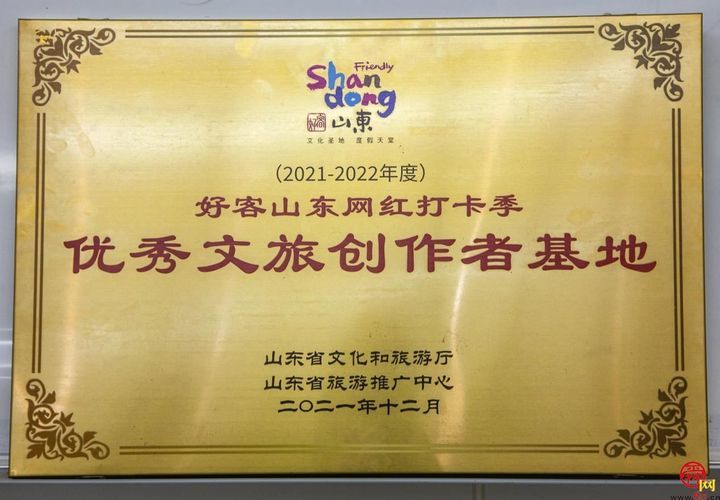 Friendly
Shan
dong
好客
山東
文化圣地 度假天堂
（2021-2022年度）
好客山东网红打卡季
优秀文旅创作者基地
山东省文化和旅游厅
山东省旅游推广中心
二〇二一年十二月
网